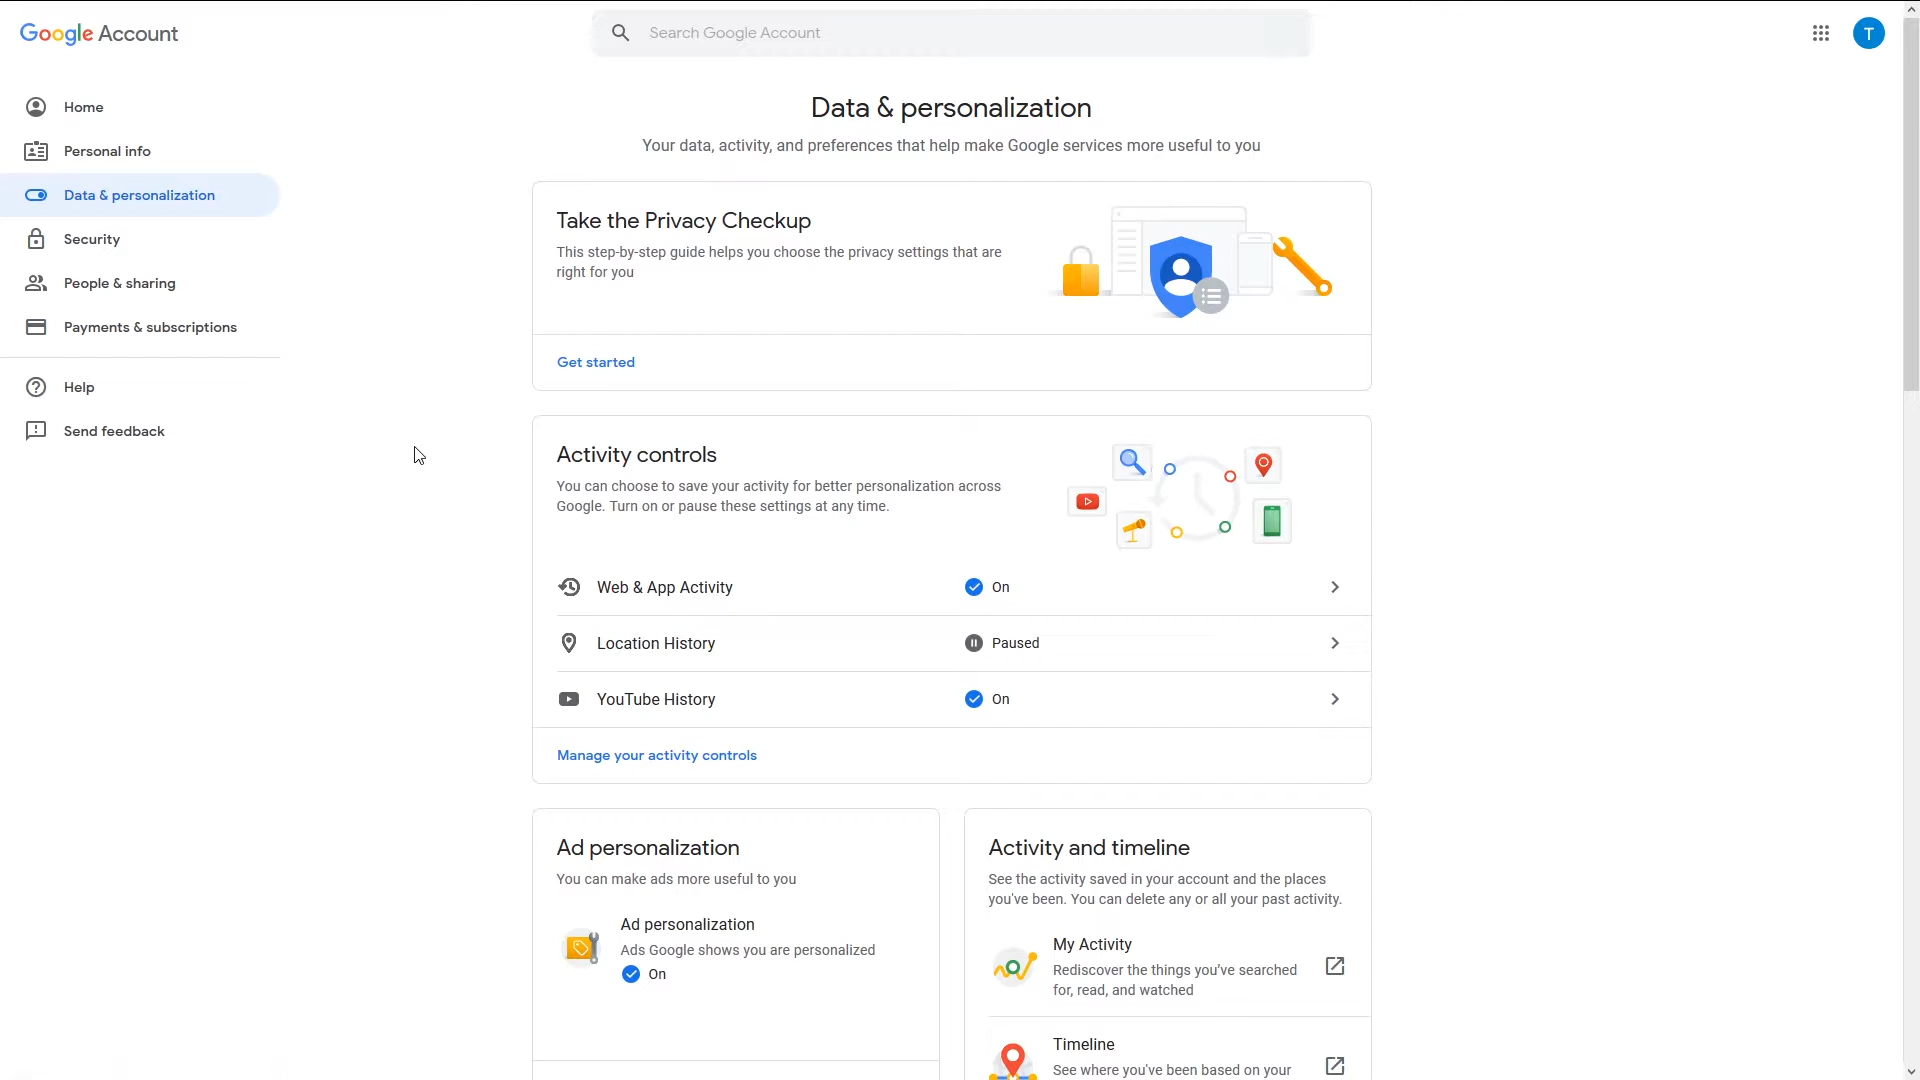 Google Account
Search Google Account
T
Home
Personal info
Data & personalization
Security
People & sharing
Payments & subscriptions
Help
Send feedback
Data & personalization
Your data, activity, and preferences that help make Google services more useful to you
Take the Privacy Checkup
This step-by-step guide helps you choose the privacy settings that are
right for you
Get started
Activity controls
You can choose to save your activity for better personalization across
Google. Turn on or pause these settings at any time.
Web & App Activity On
Location History Paused
YouTube History On
Manage your activity controls
Ad personalization
You can make ads more useful to you
Ad personalization
Ads Google shows you are personalized
On
Activity and timeline
See the activity saved in your account and the places
you've been. You can delete any or all your past activity.
My Activity
Rediscover the things you've searched
for, read, and watched
Timeline
See where you've been based on your